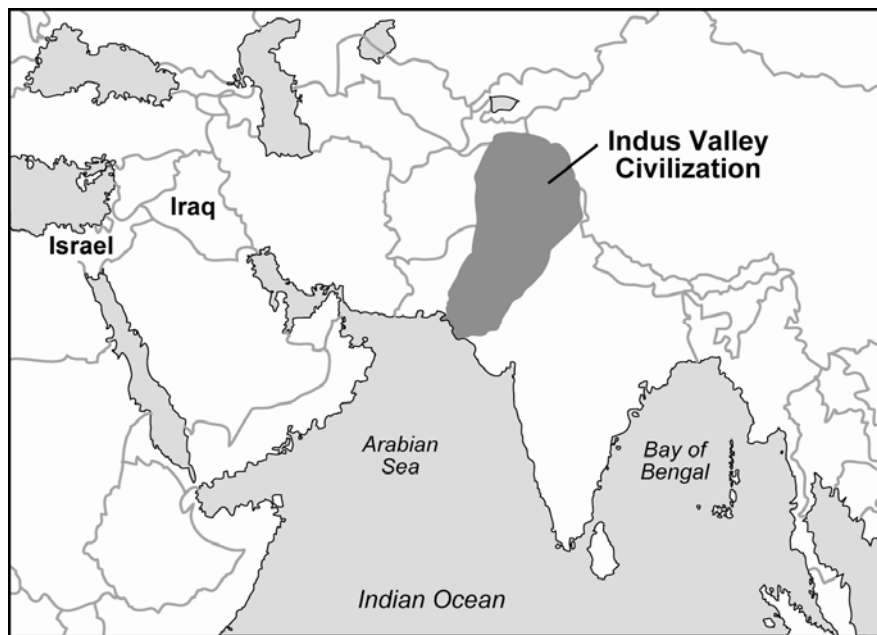 Indus Valley
Civilization
Iraq
Israel
Arabian
Sea
Bay of
Bengal
Indian Ocean